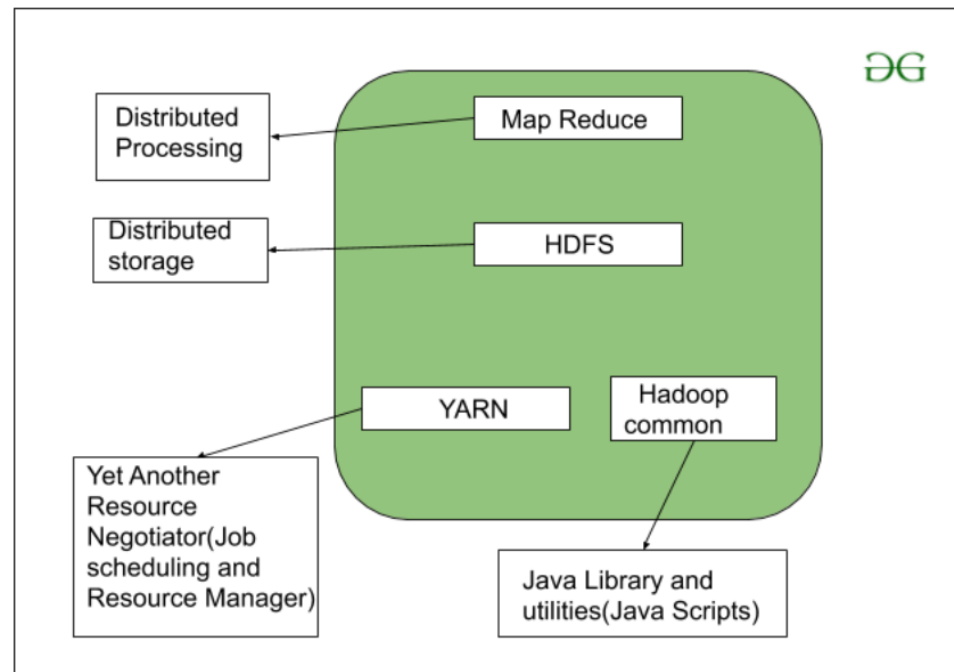 Distributed
Processing
Map Reduce
Distributed
storage
HDFS
YARN
Hadoop
common
Yet Another
Resource
Negotiator(Job
scheduling and
Resource Manager)
Java Library and
utilities(Java Scripts)